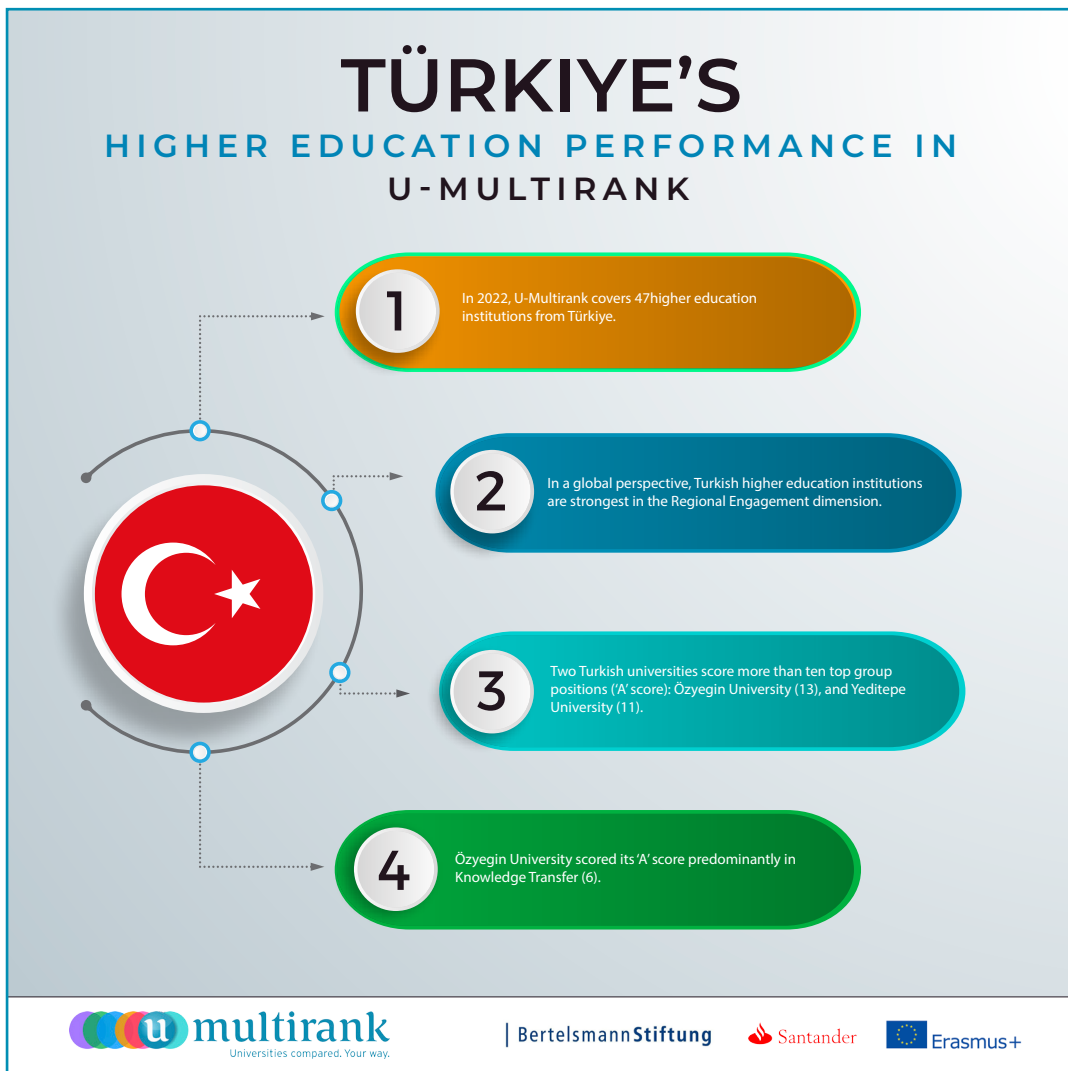 TÜRKIYE'S
HIGHER EDUCATION PERFORMANCE IN
U-MULTIRANK
1
In 2022, U-Multirank covers 47higher education
institutions from Türkiye.
2
In a global perspective, Turkish higher education institutions
are strongest in the Regional Engagement dimension.
3
Two Turkish universities score more than ten top group
positions ('A' score): Özyegin University (13), and Yeditepe
University (11).
4
Özyegin University scored its 'A' score predominantly in
Knowledge Transfer (6).
u multirank
Universities compared. Your way.
BertelsmannStiftung
Santander
Erasmus+